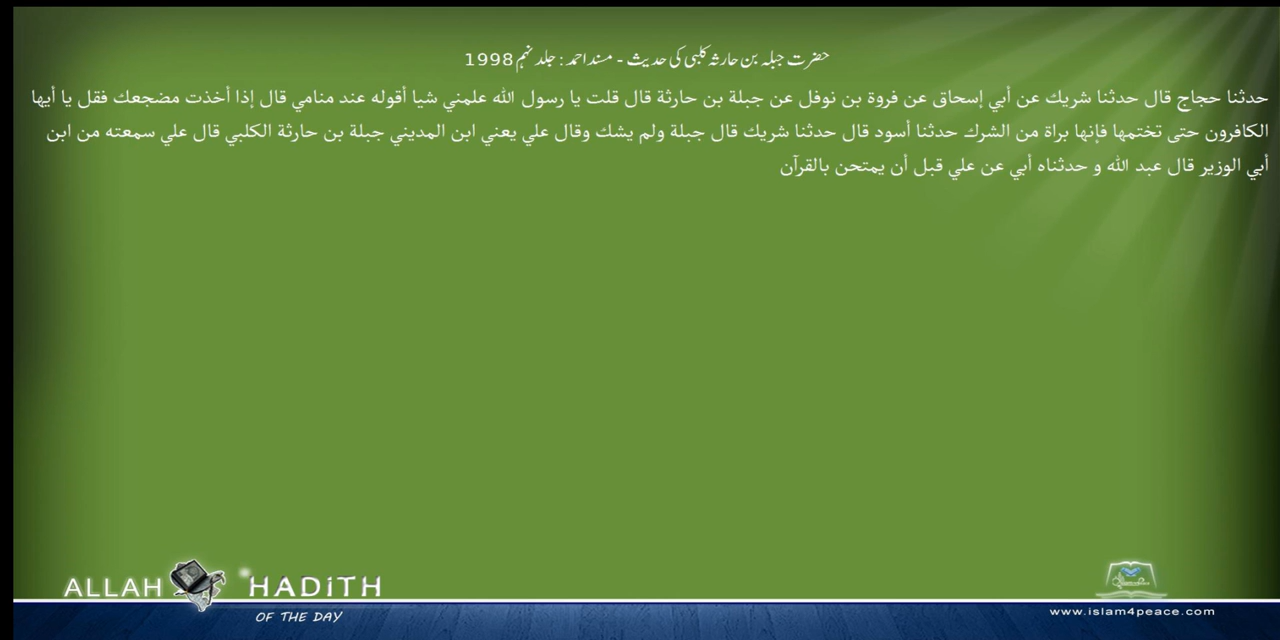 حضرت جبلہ بن حارثہ کلبی کی حدیث - مسند احمد : جلد نہم 1998
حدثنا حجاج قال حدثنا شريك عن أبي إسحاق عن فروة بن نوفل عن جبلة بن حارثة قال قلت يا رسول الله علمني شيا أقوله عند منامي قال إذا أخذت مضجعك فقل يا أيها
الكافرون حتى تختمها فإنها براة من الشرك حدثنا أسود قال حدثنا شريك قال جبلة ولم يشك وقال علي يعني ابن المديني جبلة بن حارثة الكلبي قال علي سمعته من ابن
أبي الوزير قال عبد الله و حدثناه أبي عن علي قبل أن يمتحن بالقرآن
ALLAH HADITH
OF THE DAY
www.islam4peace.com